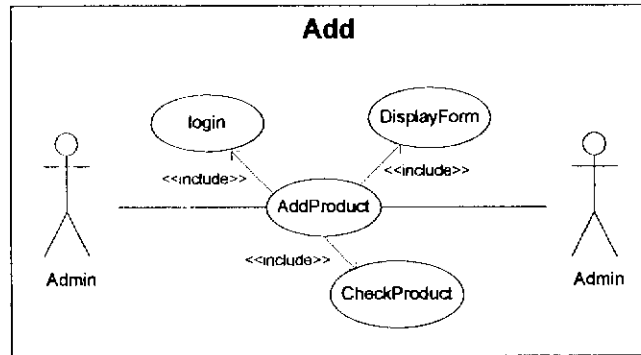 Add
login
DisplayForm
<<include>>
<<include>>
AddProduct
<<include>>
Admin
Admin
CheckProduct